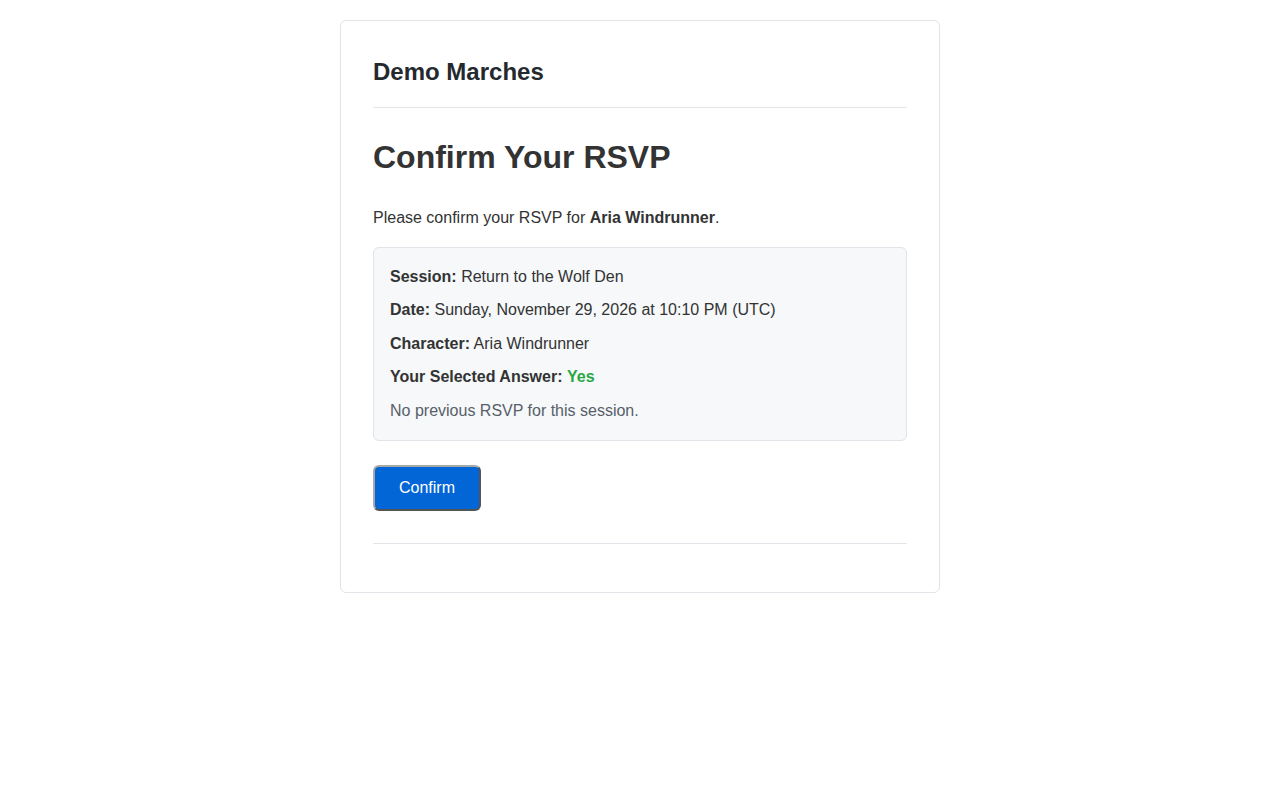 Demo Marches
Confirm Your RSVP
Please confirm your RSVP for Aria Windrunner.
Session: Return to the Wolf Den
Date: Sunday, November 29, 2026 at 10:10 PM (UTC)
Character: Aria Windrunner
Your Selected Answer: Yes
No previous RSVP for this session.
Confirm